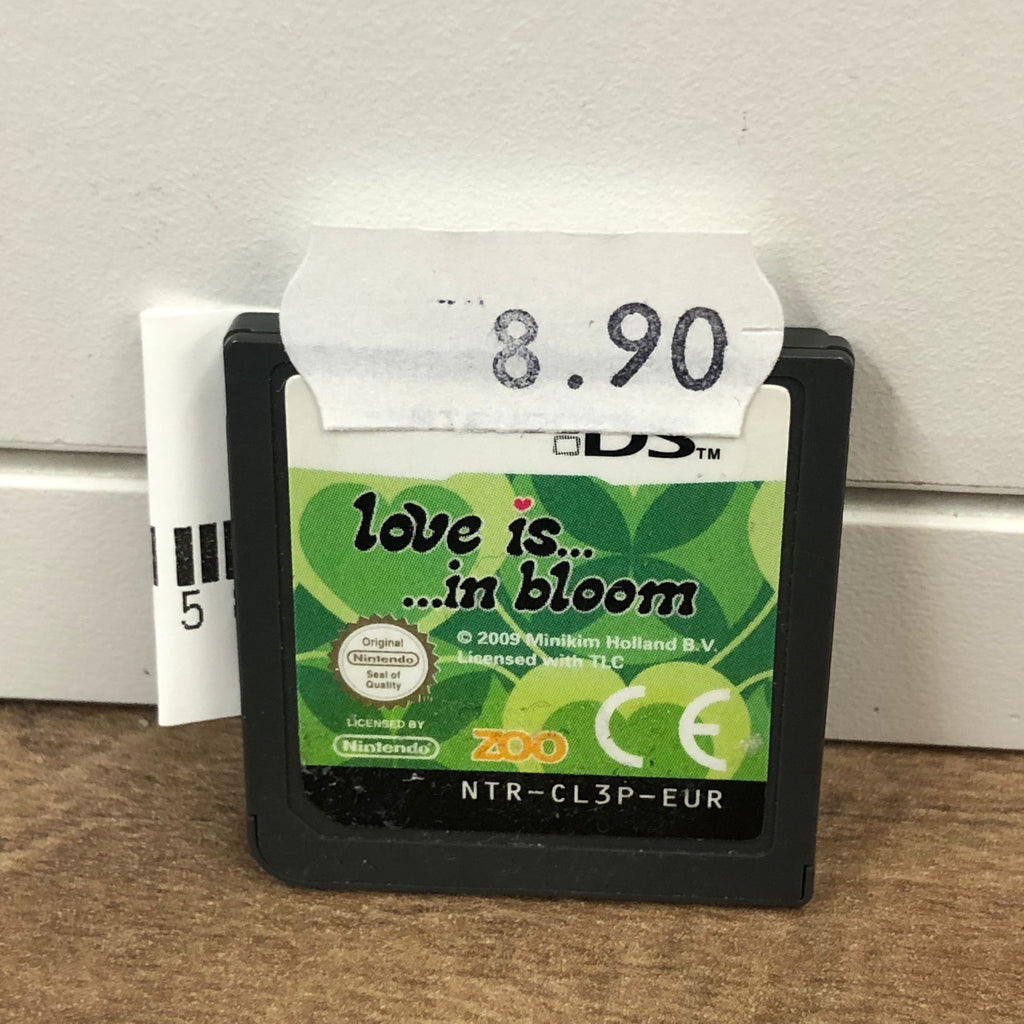 8.90
DS™
love is...
...in bloom
© 2009 Minikim Holland B.V.
Licensed with TLC
Original
Nintendo
Seal of
Quality
LICENSED BY
Nintendo
ZOO
CE
NTR-CL3P-EUR
5